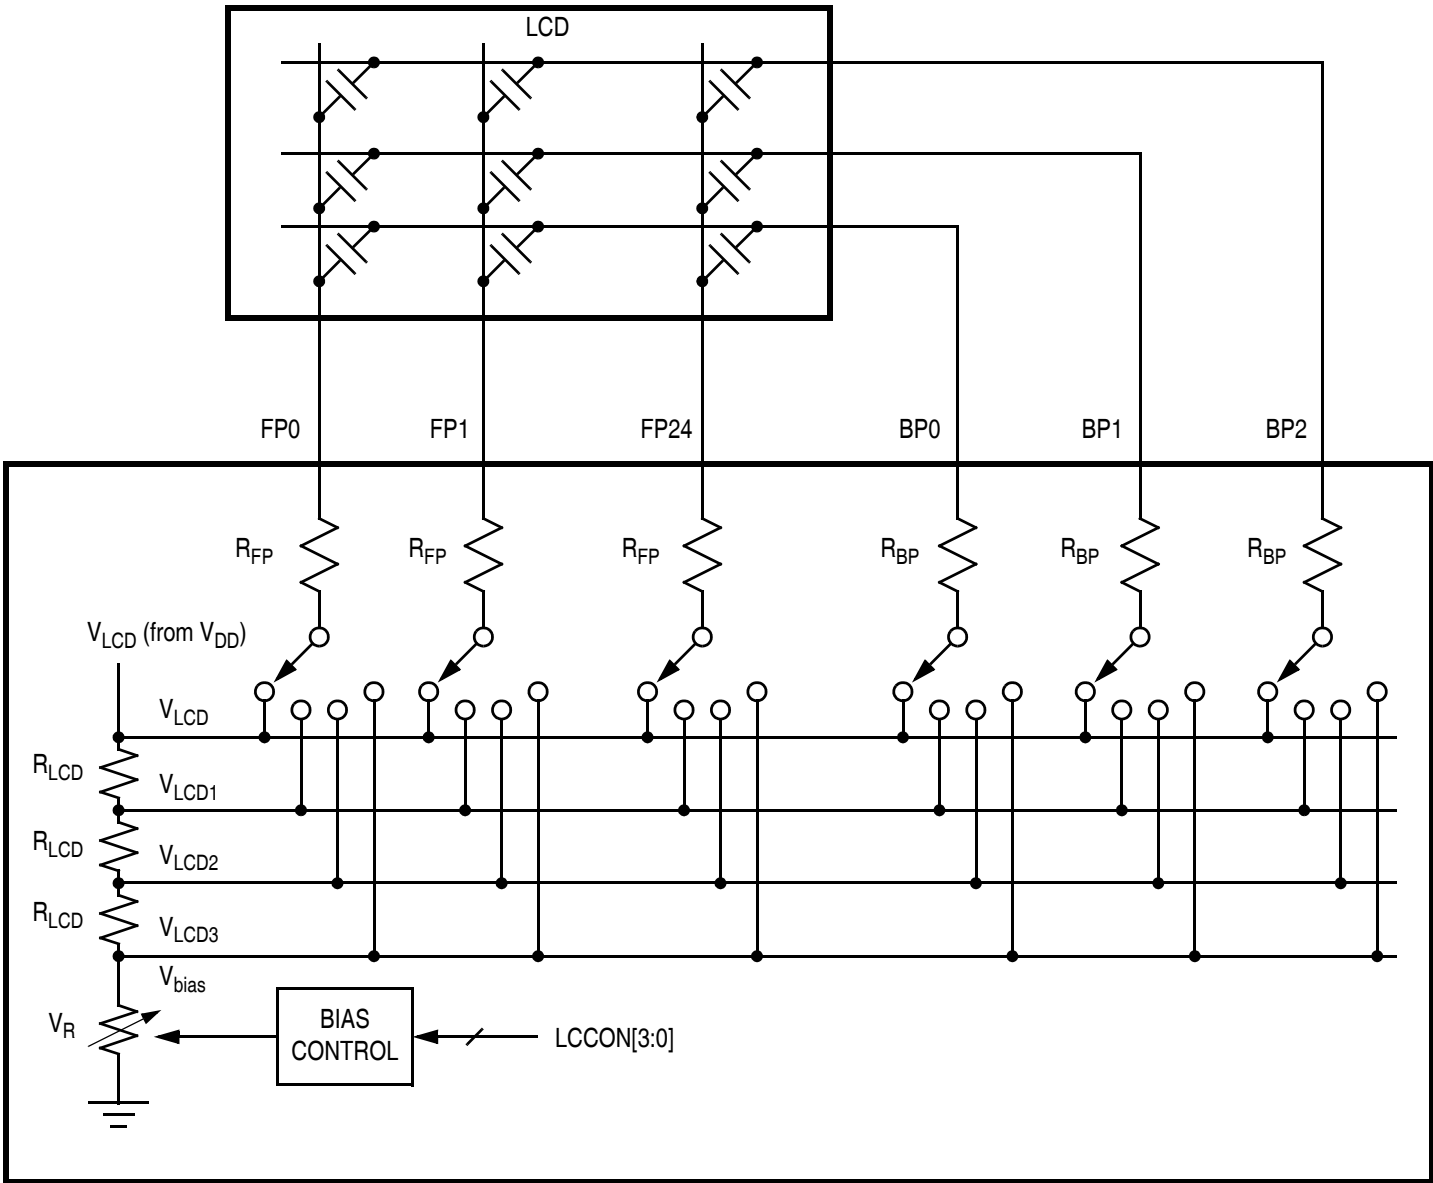 LCD
FP0 FP1 FP24 BP0 BP1 BP2
RFP RFP RFP RBP RBP RBP
VLCD (from VDD)
VLCD
RLCD
VLCD1
RLCD
VLCD2
RLCD
VLCD3
Vbias
VR
BIAS
CONTROL
LCCON[3:0]